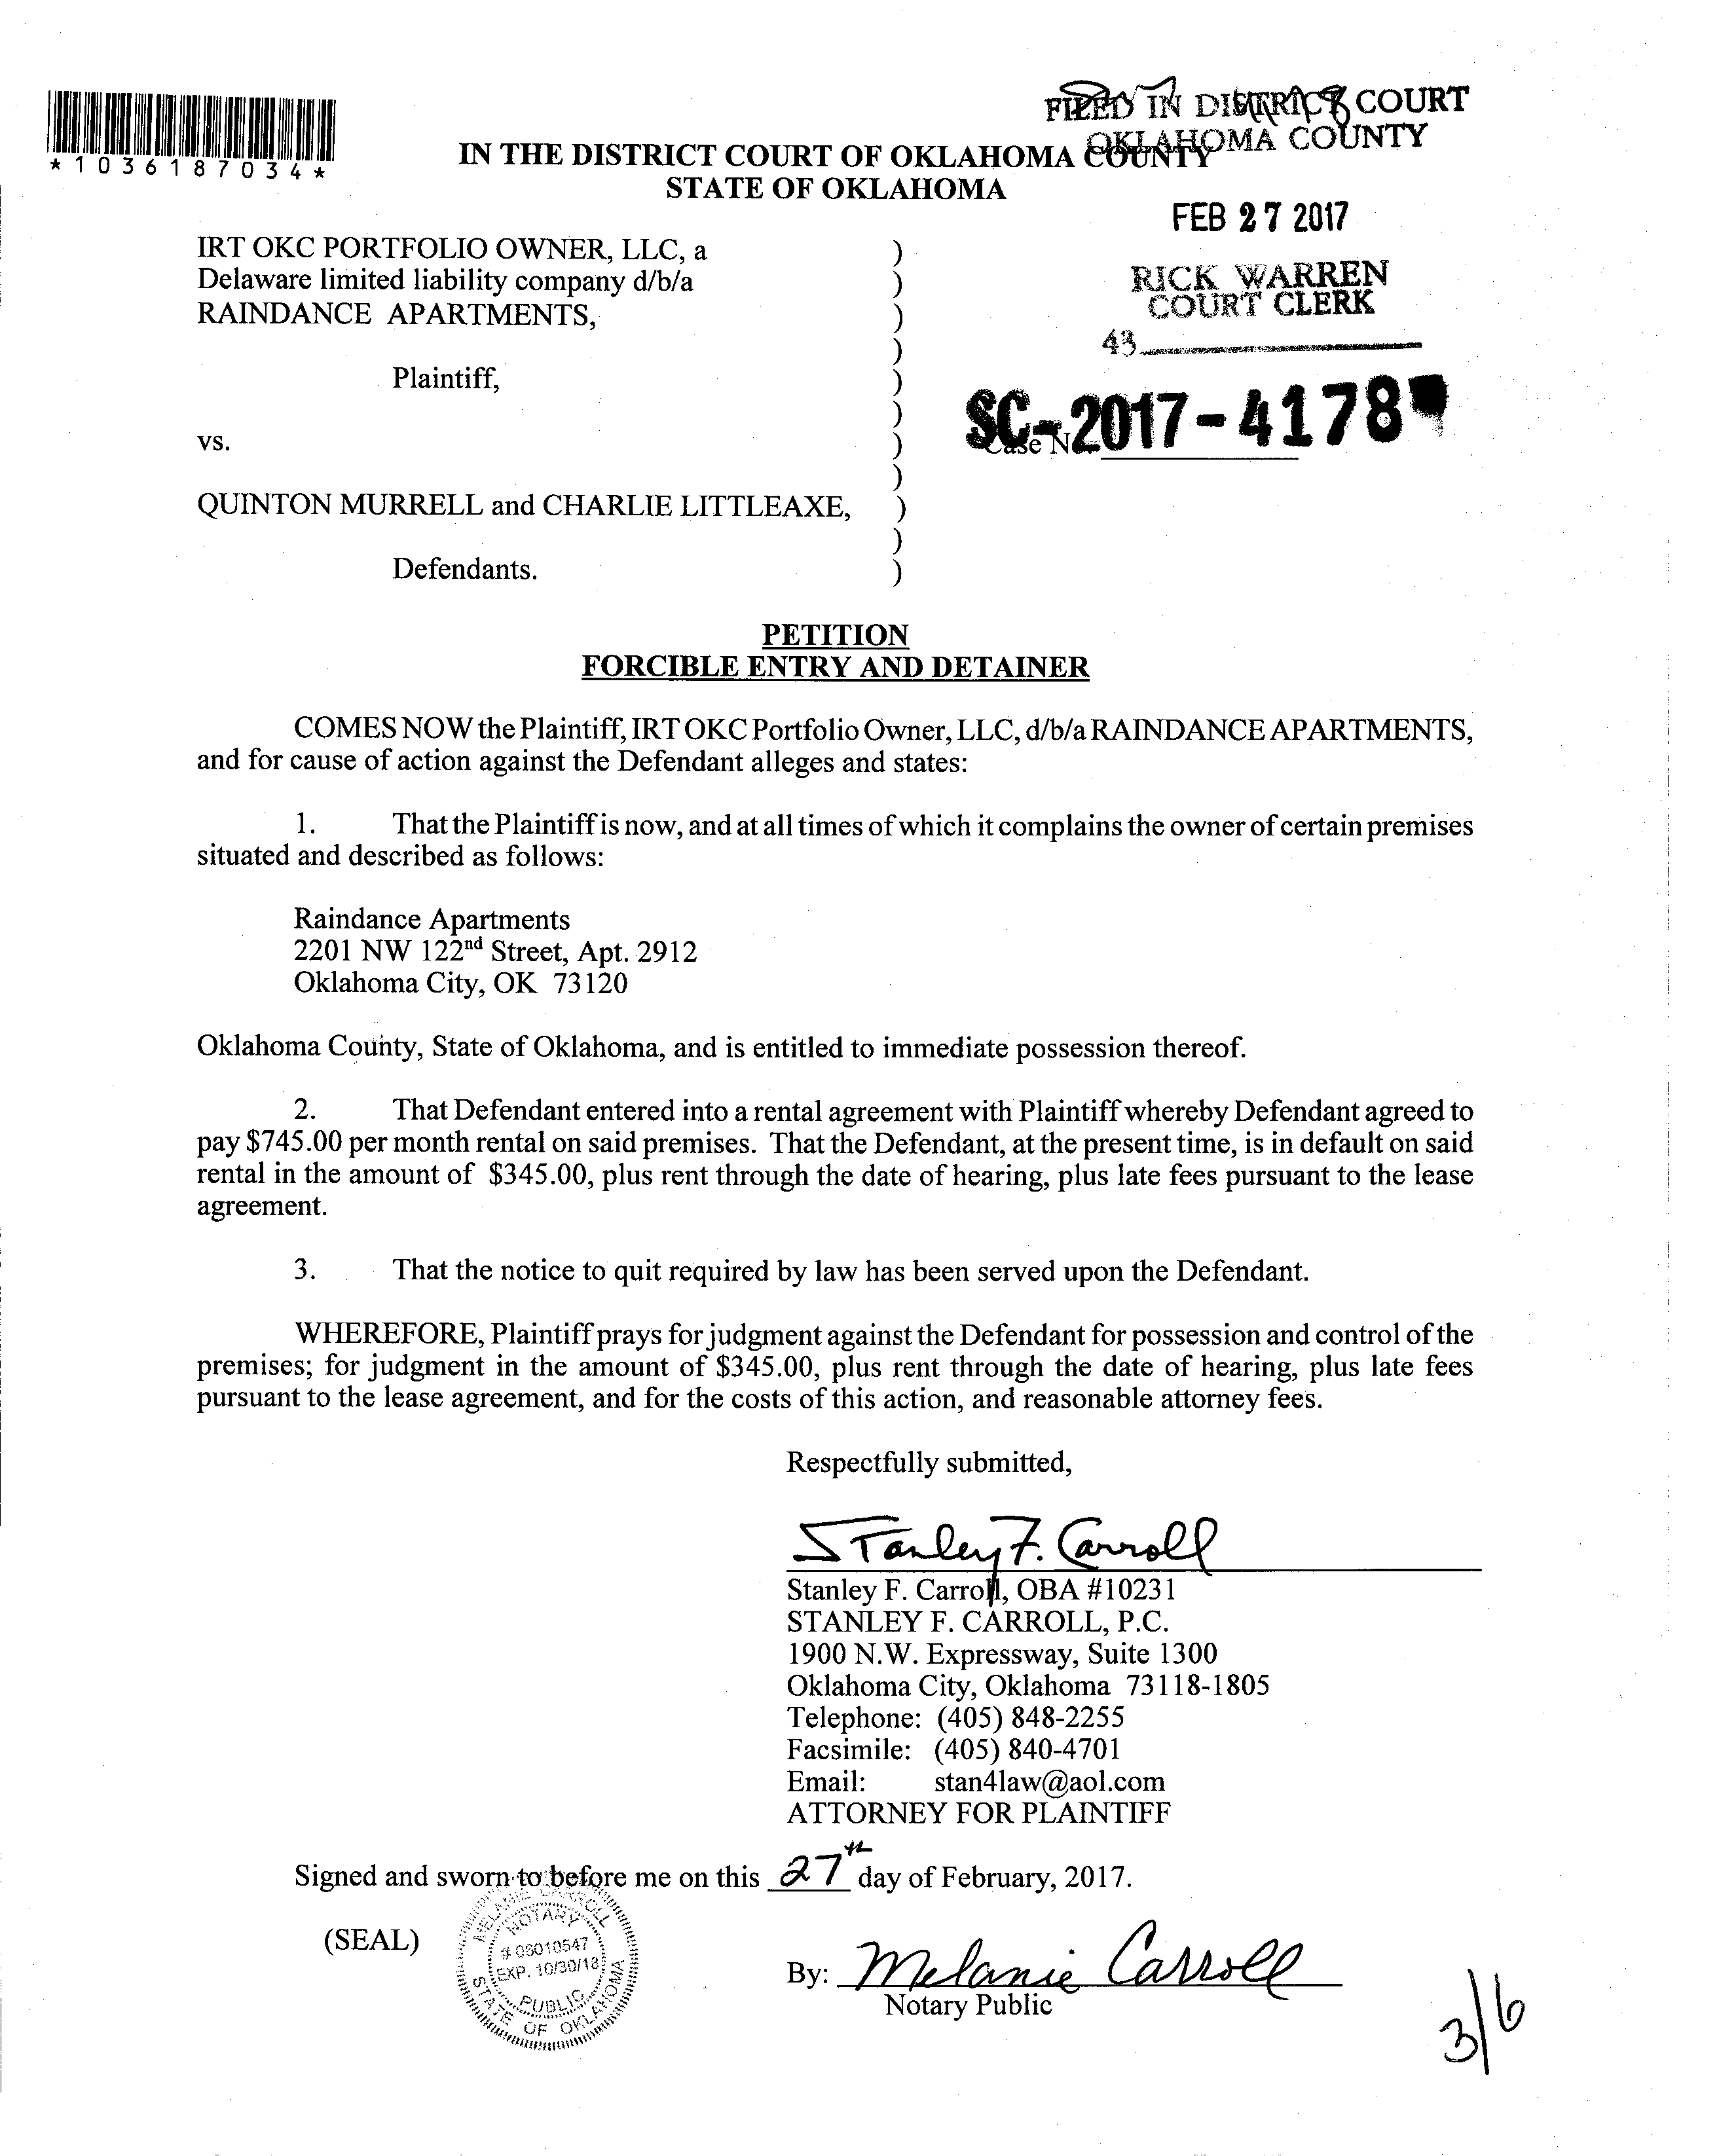 *1036187034*
FILED IN DISTRICT COURT
OKLAHOMA COUNTY
IN THE DISTRICT COURT OF OKLAHOMA COUNTY
STATE OF OKLAHOMA
FEB 27 2017
RICK WARREN
COURT CLERK
43
IRT OKC PORTFOLIO OWNER, LLC, a )
Delaware limited liability company d/b/a )
RAINDANCE APARTMENTS, )
)
Plaintiff, )
)
vs. )
)
QUINTON MURRELL and CHARLIE LITTLEAXE, )
)
Defendants. )
SC-2017-4178
Case N
PETITION
FORCIBLE ENTRY AND DETAINER
COMES NOW the Plaintiff, IRT OKC Portfolio Owner, LLC, d/b/a RAINDANCE APARTMENTS,
and for cause of action against the Defendant alleges and states:
1. That the Plaintiff is now, and at all times of which it complains the owner of certain premises
situated and described as follows:
Raindance Apartments
2201 NW 122nd Street, Apt. 2912
Oklahoma City, OK 73120
Oklahoma County, State of Oklahoma, and is entitled to immediate possession thereof.
2. That Defendant entered into a rental agreement with Plaintiff whereby Defendant agreed to
pay $745.00 per month rental on said premises. That the Defendant, at the present time, is in default on said
rental in the amount of $345.00, plus rent through the date of hearing, plus late fees pursuant to the lease
agreement.
3. That the notice to quit required by law has been served upon the Defendant.
WHEREFORE, Plaintiff prays for judgment against the Defendant for possession and control of the
premises; for judgment in the amount of $345.00, plus rent through the date of hearing, plus late fees
pursuant to the lease agreement, and for the costs of this action, and reasonable attorney fees.
Respectfully submitted,
Stanley F. Carroll
Stanley F. Carroll, OBA #10231
STANLEY F. CARROLL, P.C.
1900 N.W. Expressway, Suite 1300
Oklahoma City, Oklahoma 73118-1805
Telephone: (405) 848-2255
Facsimile: (405) 840-4701
Email: stan4law@aol.com
ATTORNEY FOR PLAINTIFF
Signed and sworn to before me on this 27th day of February, 2017.
(SEAL)
MELANIE CARROLL
NOTARY
# 06010547
EXP. 10/30/18
PUBLIC
STATE OF OKLAHOMA
By: Melanie Carroll
Notary Public
3/6